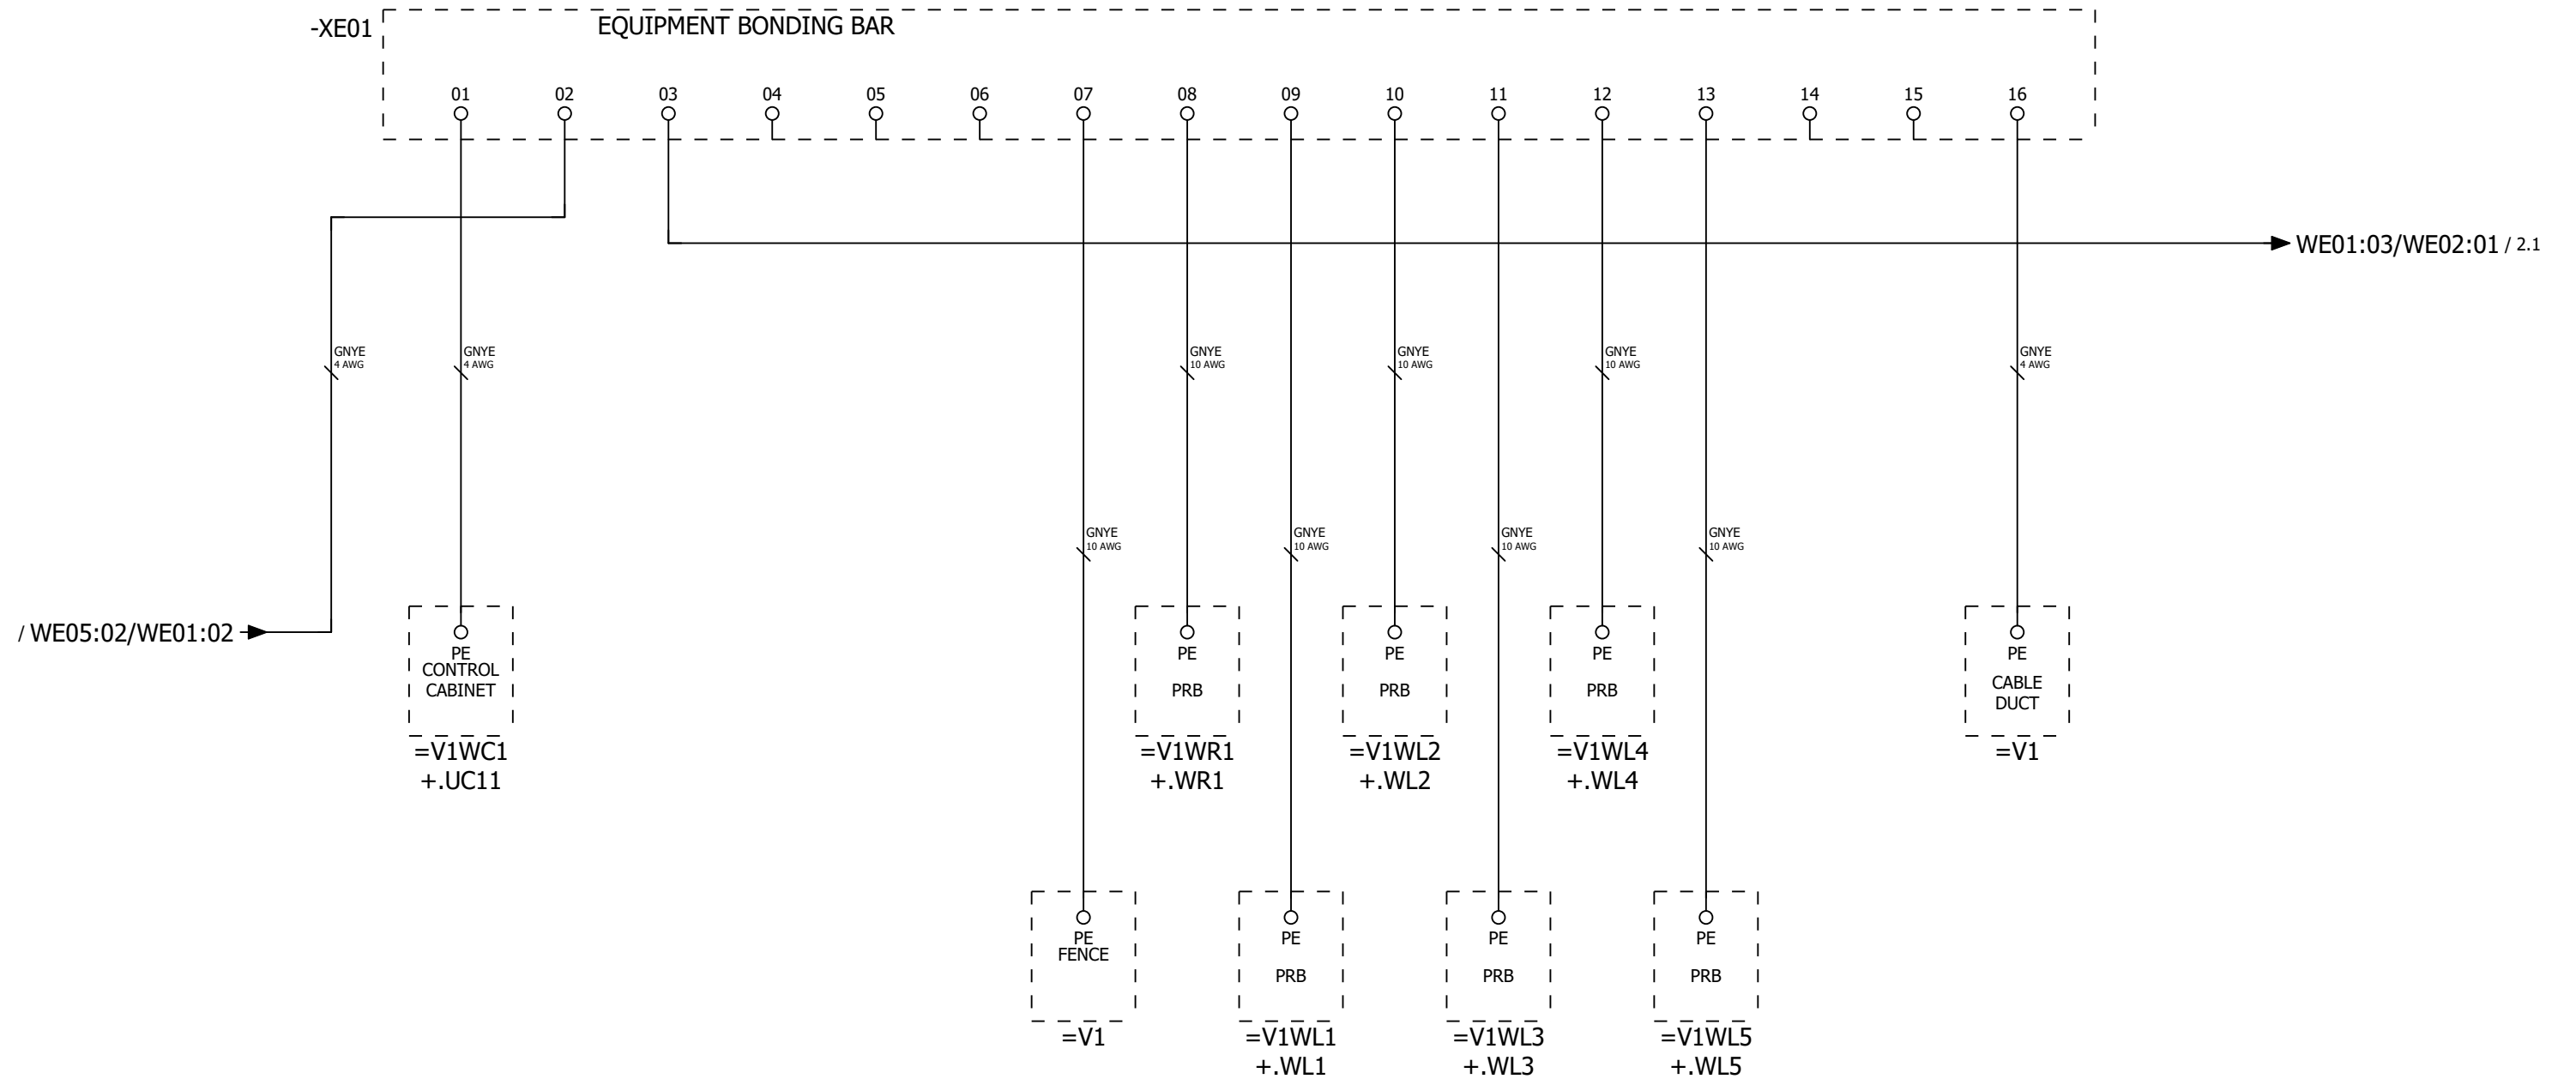 -XE01
EQUIPMENT BONDING BAR
01 02 03 04 05 06 07 08 09 10 11 12 13 14 15 16
WE01:03/WE02:01 / 2.1
GNYE
4 AWG
GNYE
4 AWG
GNYE
10 AWG
GNYE
10 AWG
GNYE
10 AWG
GNYE
4 AWG
GNYE
10 AWG
GNYE
10 AWG
GNYE
10 AWG
GNYE
10 AWG
/ WE05:02/WE01:02
PE
CONTROL
CABINET
=V1WC1
+.UC11
PE
PRB
=V1WR1
+.WR1
PE
PRB
=V1WL2
+.WL2
PE
PRB
=V1WL4
+.WL4
PE
CABLE
DUCT
=V1
PE
FENCE
=V1
PE
PRB
=V1WL1
+.WL1
PE
PRB
=V1WL3
+.WL3
PE
PRB
=V1WL5
+.WL5